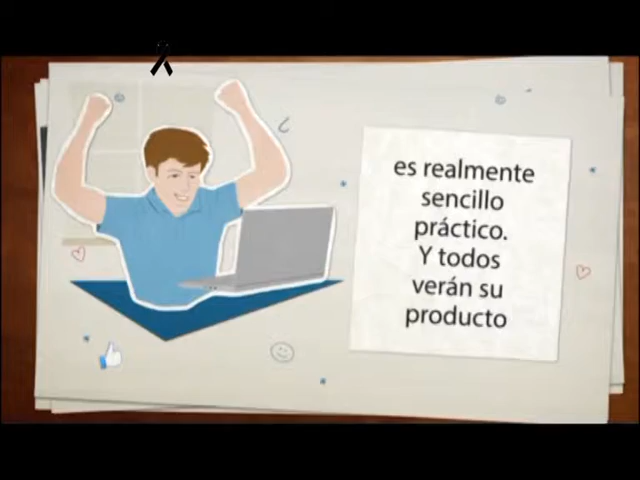 es realmente
sencillo
práctico.
Y todos
verán su
producto